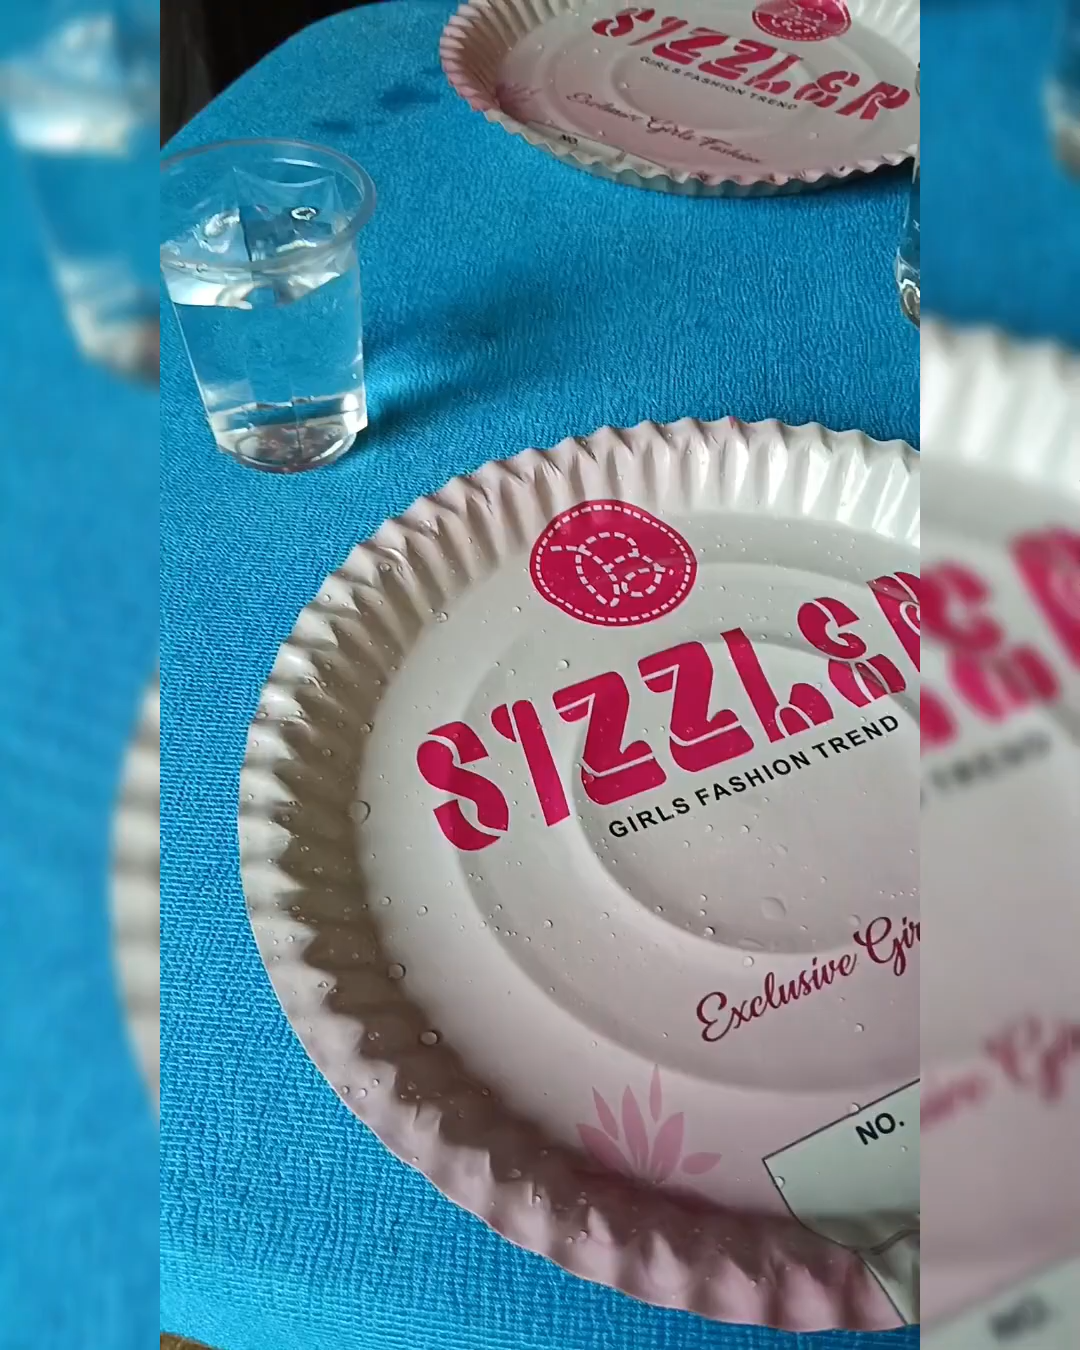 SIZZLER
GIRLS FASHION TREND
Exclusive Girls Fashion
NO.
SIZZLER
GIRLS FASHION TREND
Exclusive Gir
NO.